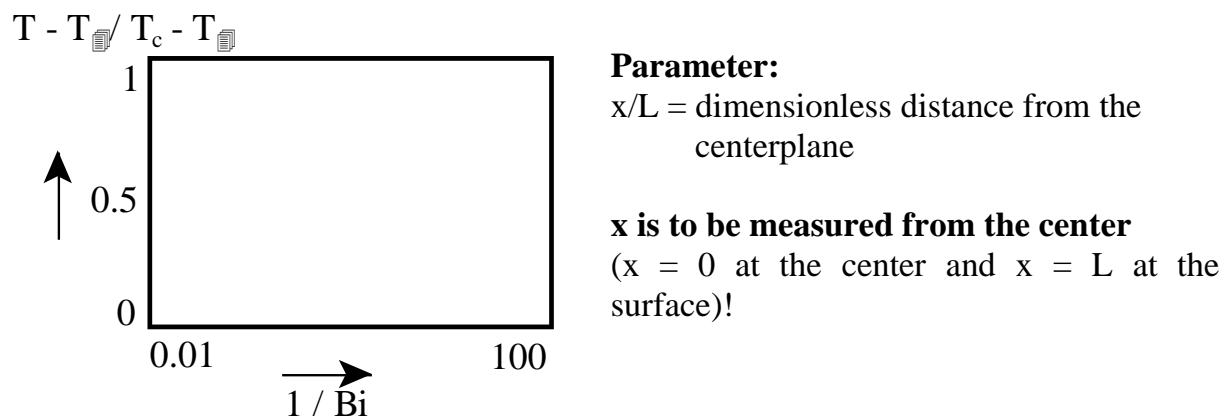 T - T🗐/ Tc - T🗐
1
0.5
0
0.01 100
1 / Bi
Parameter:
x/L = dimensionless distance from the
centerplane
x is to be measured from the center
(x = 0 at the center and x = L at the
surface)!